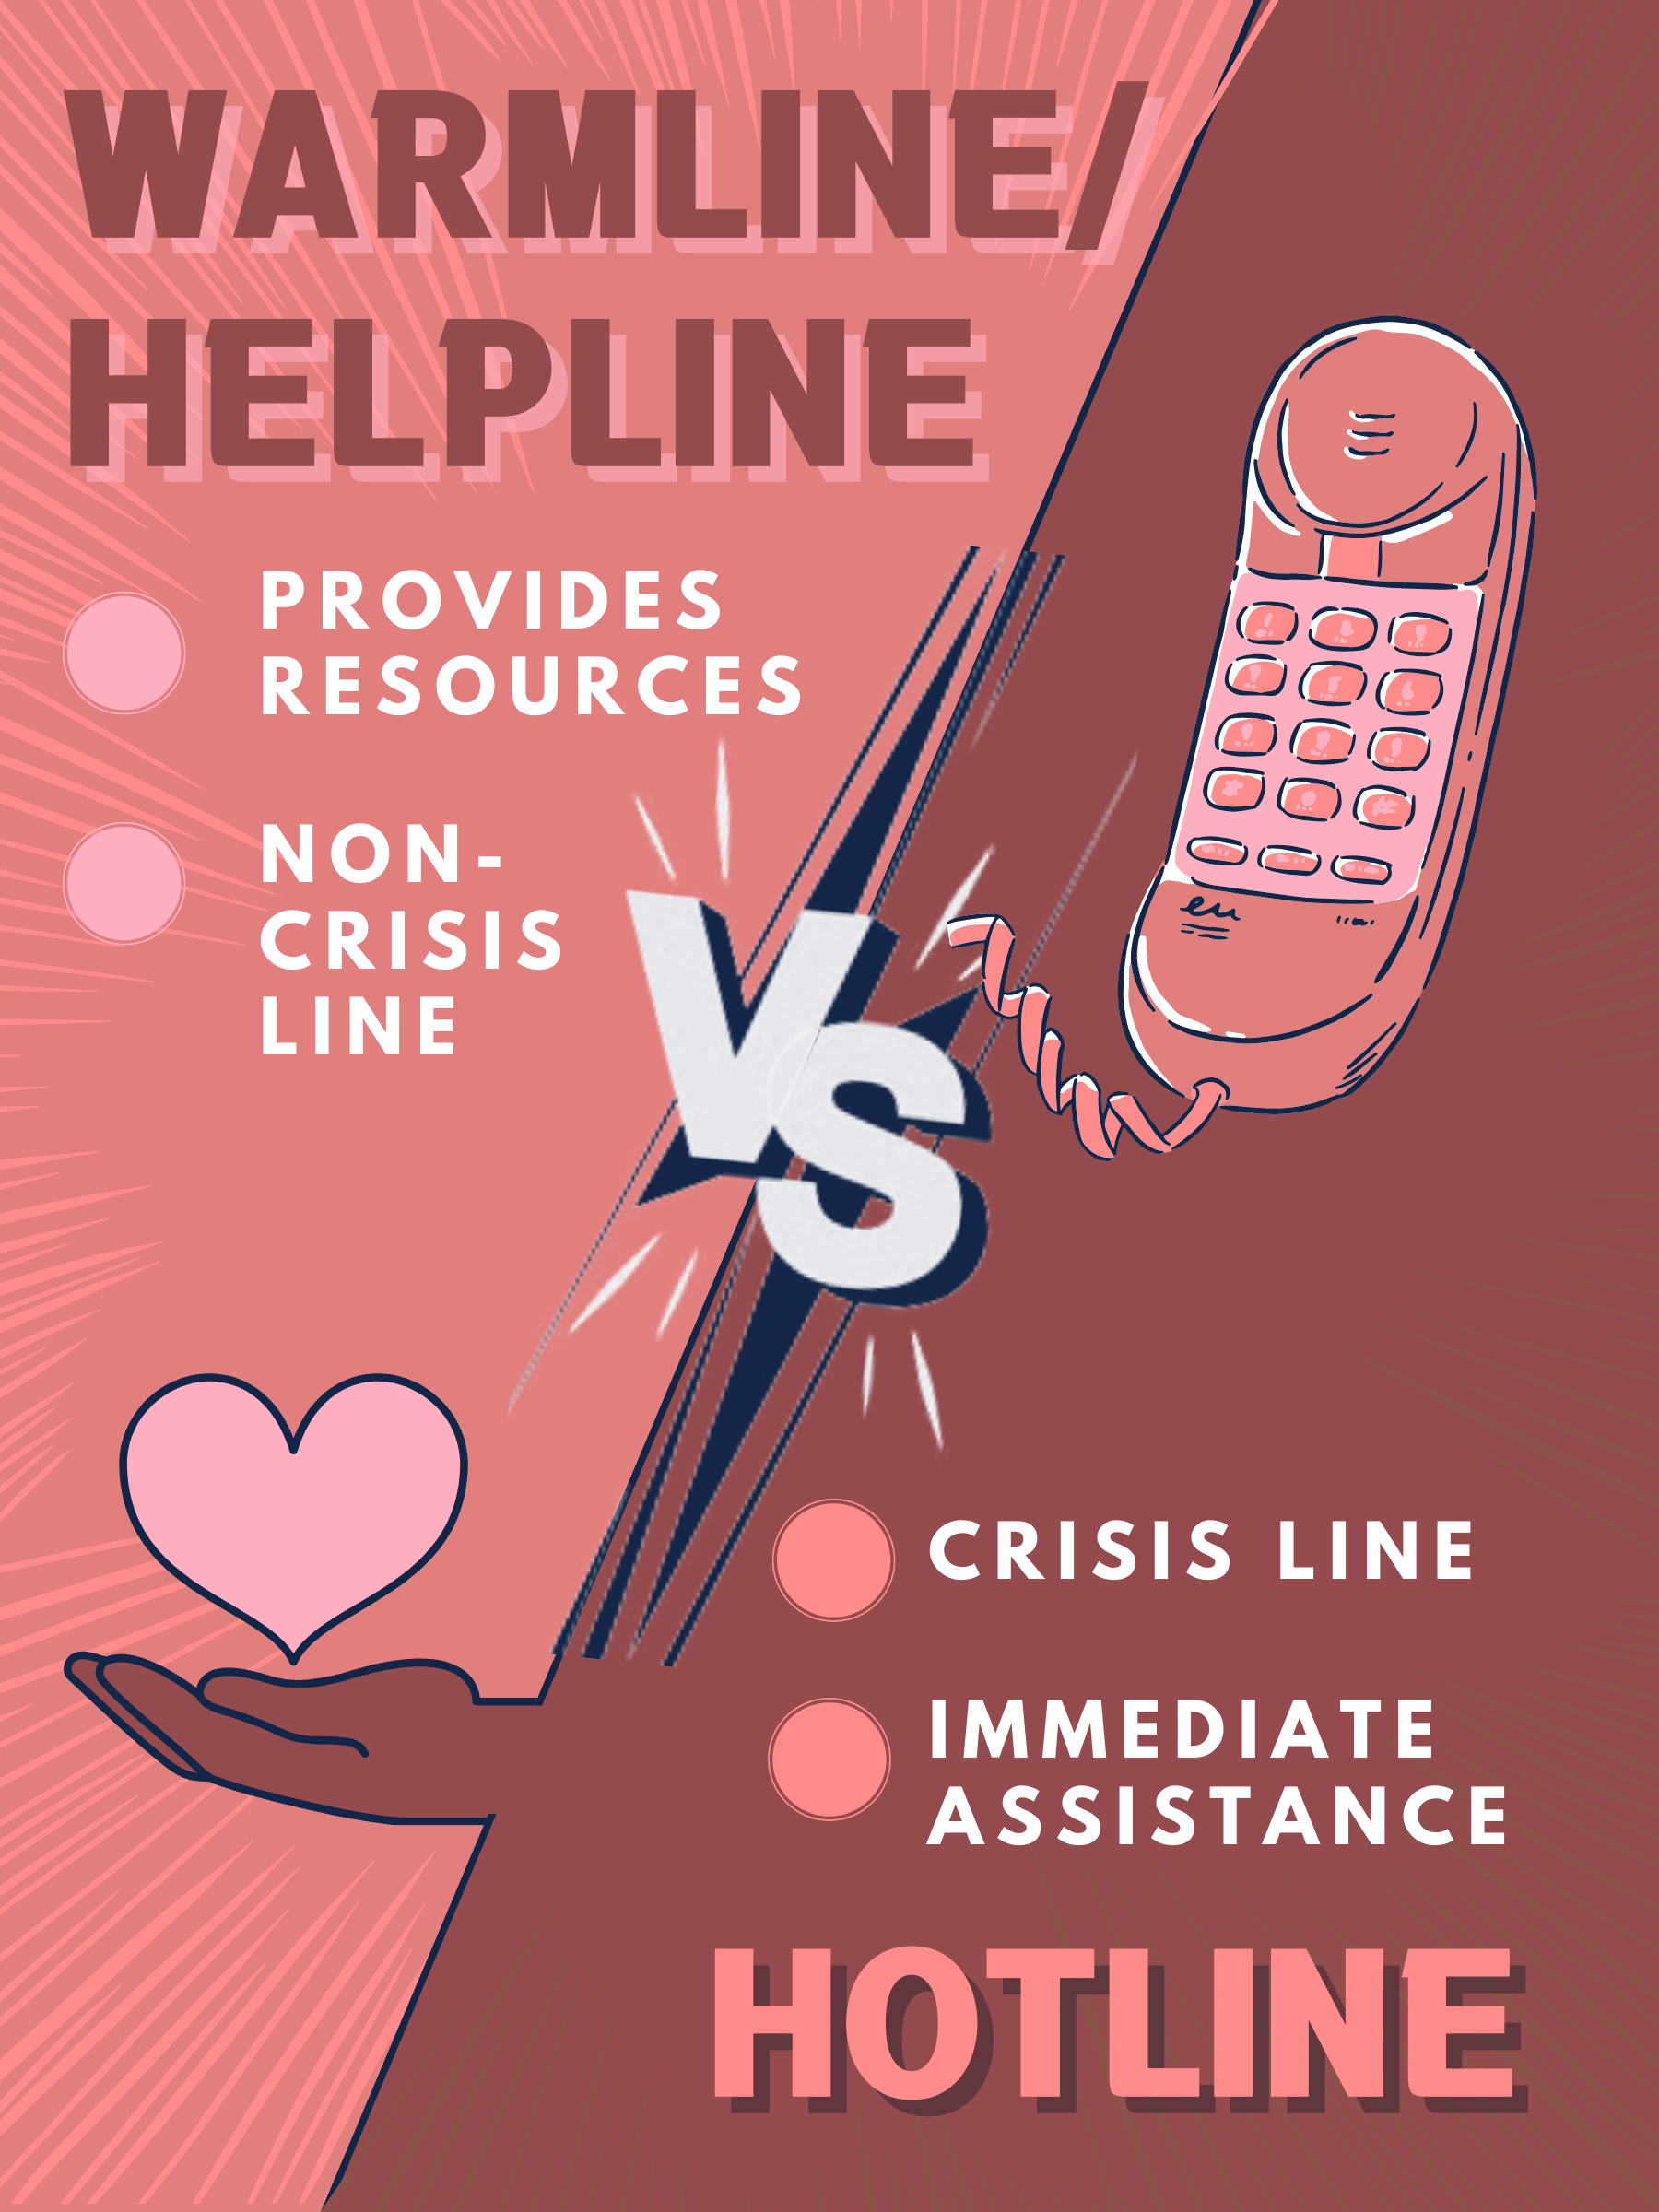 WARMLINE/
HELPLINE
PROVIDES
RESOURCES
NON-
CRISIS
LINE
VS
CRISIS LINE
IMMEDIATE
ASSISTANCE
HOTLINE